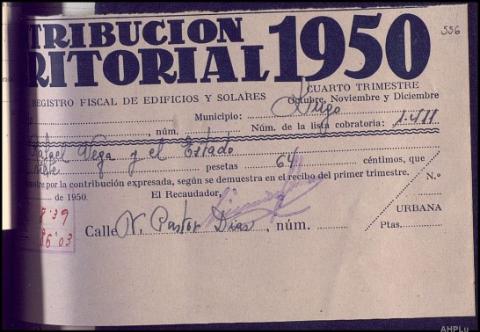 TRIBUCION
RITORIAL 1950
556
REGISTRO FISCAL DE EDIFICIOS Y SOLARES
CUARTO TRIMESTRE
Octubre, Noviembre y Diciembre
Municipio: Lugo
, núm. Núm. de la lista cobratoria: 1.411
Rafael Vega y el Estado
pesetas 64 céntimos, que
por la contribución expresada, según se demuestra en el recibo del primer trimestre.
de 1950. El Recaudador, N.º
URBANA
Calle N. Pastor Dias, núm. Ptas.
AHPLu